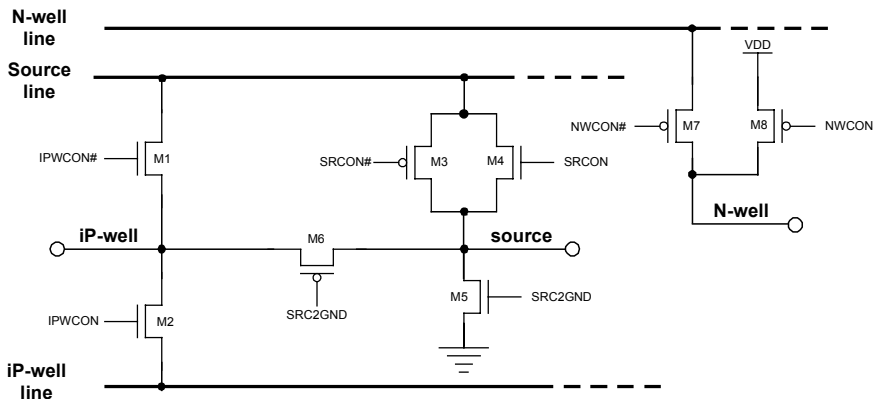 N-well
line
VDD
Source
line
NWCON#
M7
M8
NWCON
IPWCON#
M1
SRCON#
M3
M4
SRCON
N-well
iP-well
M6
source
SRC2GND
M5
SRC2GND
IPWCON
M2
iP-well
line